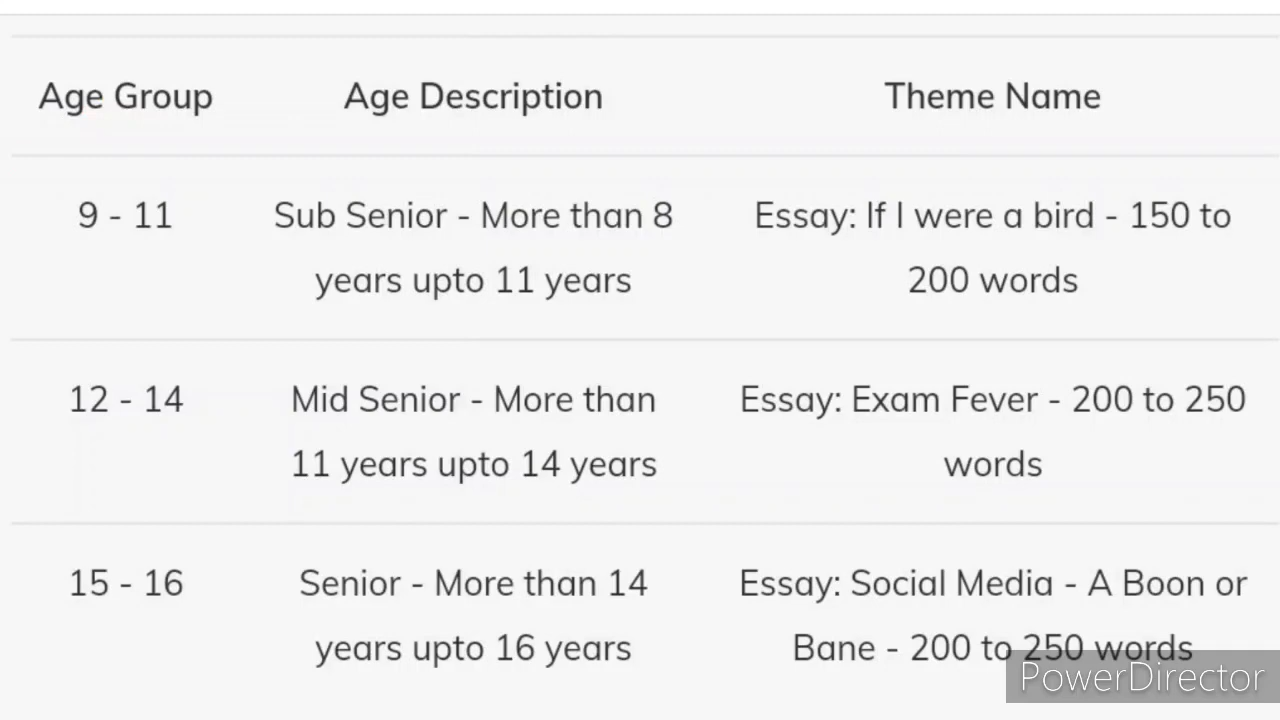 Age Group Age Description Theme Name
9 - 11 Sub Senior - More than 8 Essay: If I were a bird - 150 to
years upto 11 years 200 words
12 - 14 Mid Senior - More than Essay: Exam Fever - 200 to 250
11 years upto 14 years words
15 - 16 Senior - More than 14 Essay: Social Media - A Boon or
years upto 16 years Bane - 200 to 250 words
PowerDirector